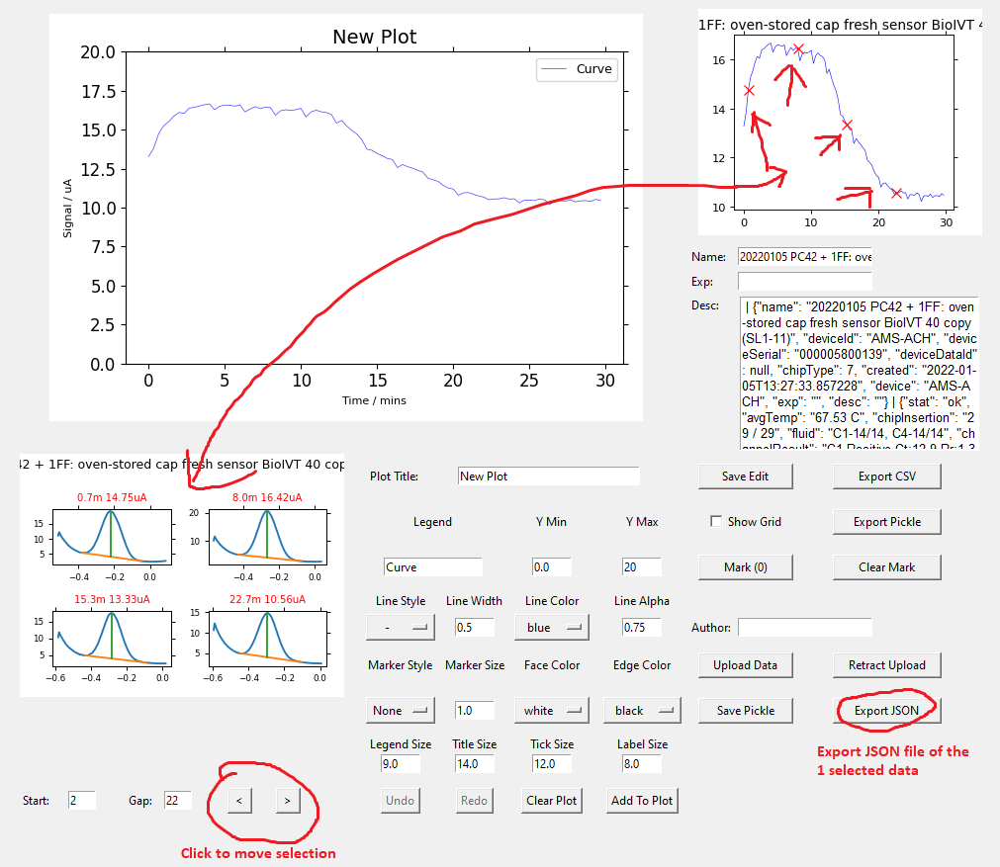 New Plot
20.0
17.5
15.0
12.5
10.0
7.5
5.0
2.5
0.0
Signal / uA
Curve
0 5 10 15 20 25 30
Time / mins
1FF: oven-stored cap fresh sensor BioIVT 4
16
14
12
10
0 10 20 30
Name: 20220105 PC42 + 1FF: ove
Exp:
Desc:
| {"name": "20220105 PC42 + 1FF: oven
-stored cap fresh sensor BioIVT 40 copy
(SL1-11)", "deviceId": "AMS-ACH", "devic
eSerial": "000005800139", "deviceDataId"
: null, "chipType": 7, "created": "2022-01-
05T13:27:33.857228", "device": "AMS-A
CH", "exp": "", "desc": ""} | {"stat": "ok",
"avgTemp": "67.53 C", "chipInsertion": "2
9 / 29", "fluid": "C1-14/14, C4-14/14", "ch
annelResult": "C1 Positive Ct:12.9 Pr:1.3
42 + 1FF: oven-stored cap fresh sensor BioIVT 40 cop
0.7m 14.75uA
15
10
5
−0.4 −0.2 0.0
8.0m 16.42uA
20
10
−0.4 −0.2 0.0
15.3m 13.33uA
15
10
5
−0.6 −0.4 −0.2 0.0
22.7m 10.56uA
15
10
5
−0.6 −0.4 −0.2 0.0
Plot Title: New Plot
Save Edit
Export CSV
Legend Y Min Y Max
Show Grid
Export Pickle
Curve 0.0 20
Mark (0)
Clear Mark
Line Style Line Width Line Color Line Alpha
- 0.5 blue 0.75
Author:
Marker Style Marker Size Face Color Edge Color
Upload Data
Retract Upload
None 1.0 white black
Save Pickle
Export JSON
Legend Size Title Size Tick Size Label Size
9.0 14.0 12.0 8.0
Export JSON file of the
1 selected data
Start: 2 Gap: 22 < >
Undo Redo Clear Plot Add To Plot
Click to move selection